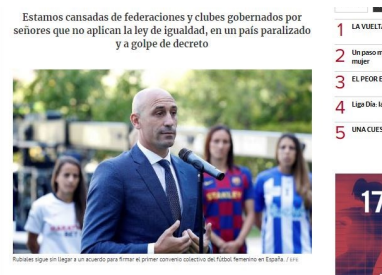 Estamos cansadas de federaciones y clubes gobernados por
señores que no aplican la ley de igualdad, en un país paralizado
y a golpe de decreto
Rubiales sigue sin llegar a un acuerdo para firmar el primer convenio colectivo del fútbol femenino en España. / EFE
1 LA VUELTA
2 Un paso m
mujer
3 EL PEOR E
4 Liga Día: l
5 UNA CUES
17